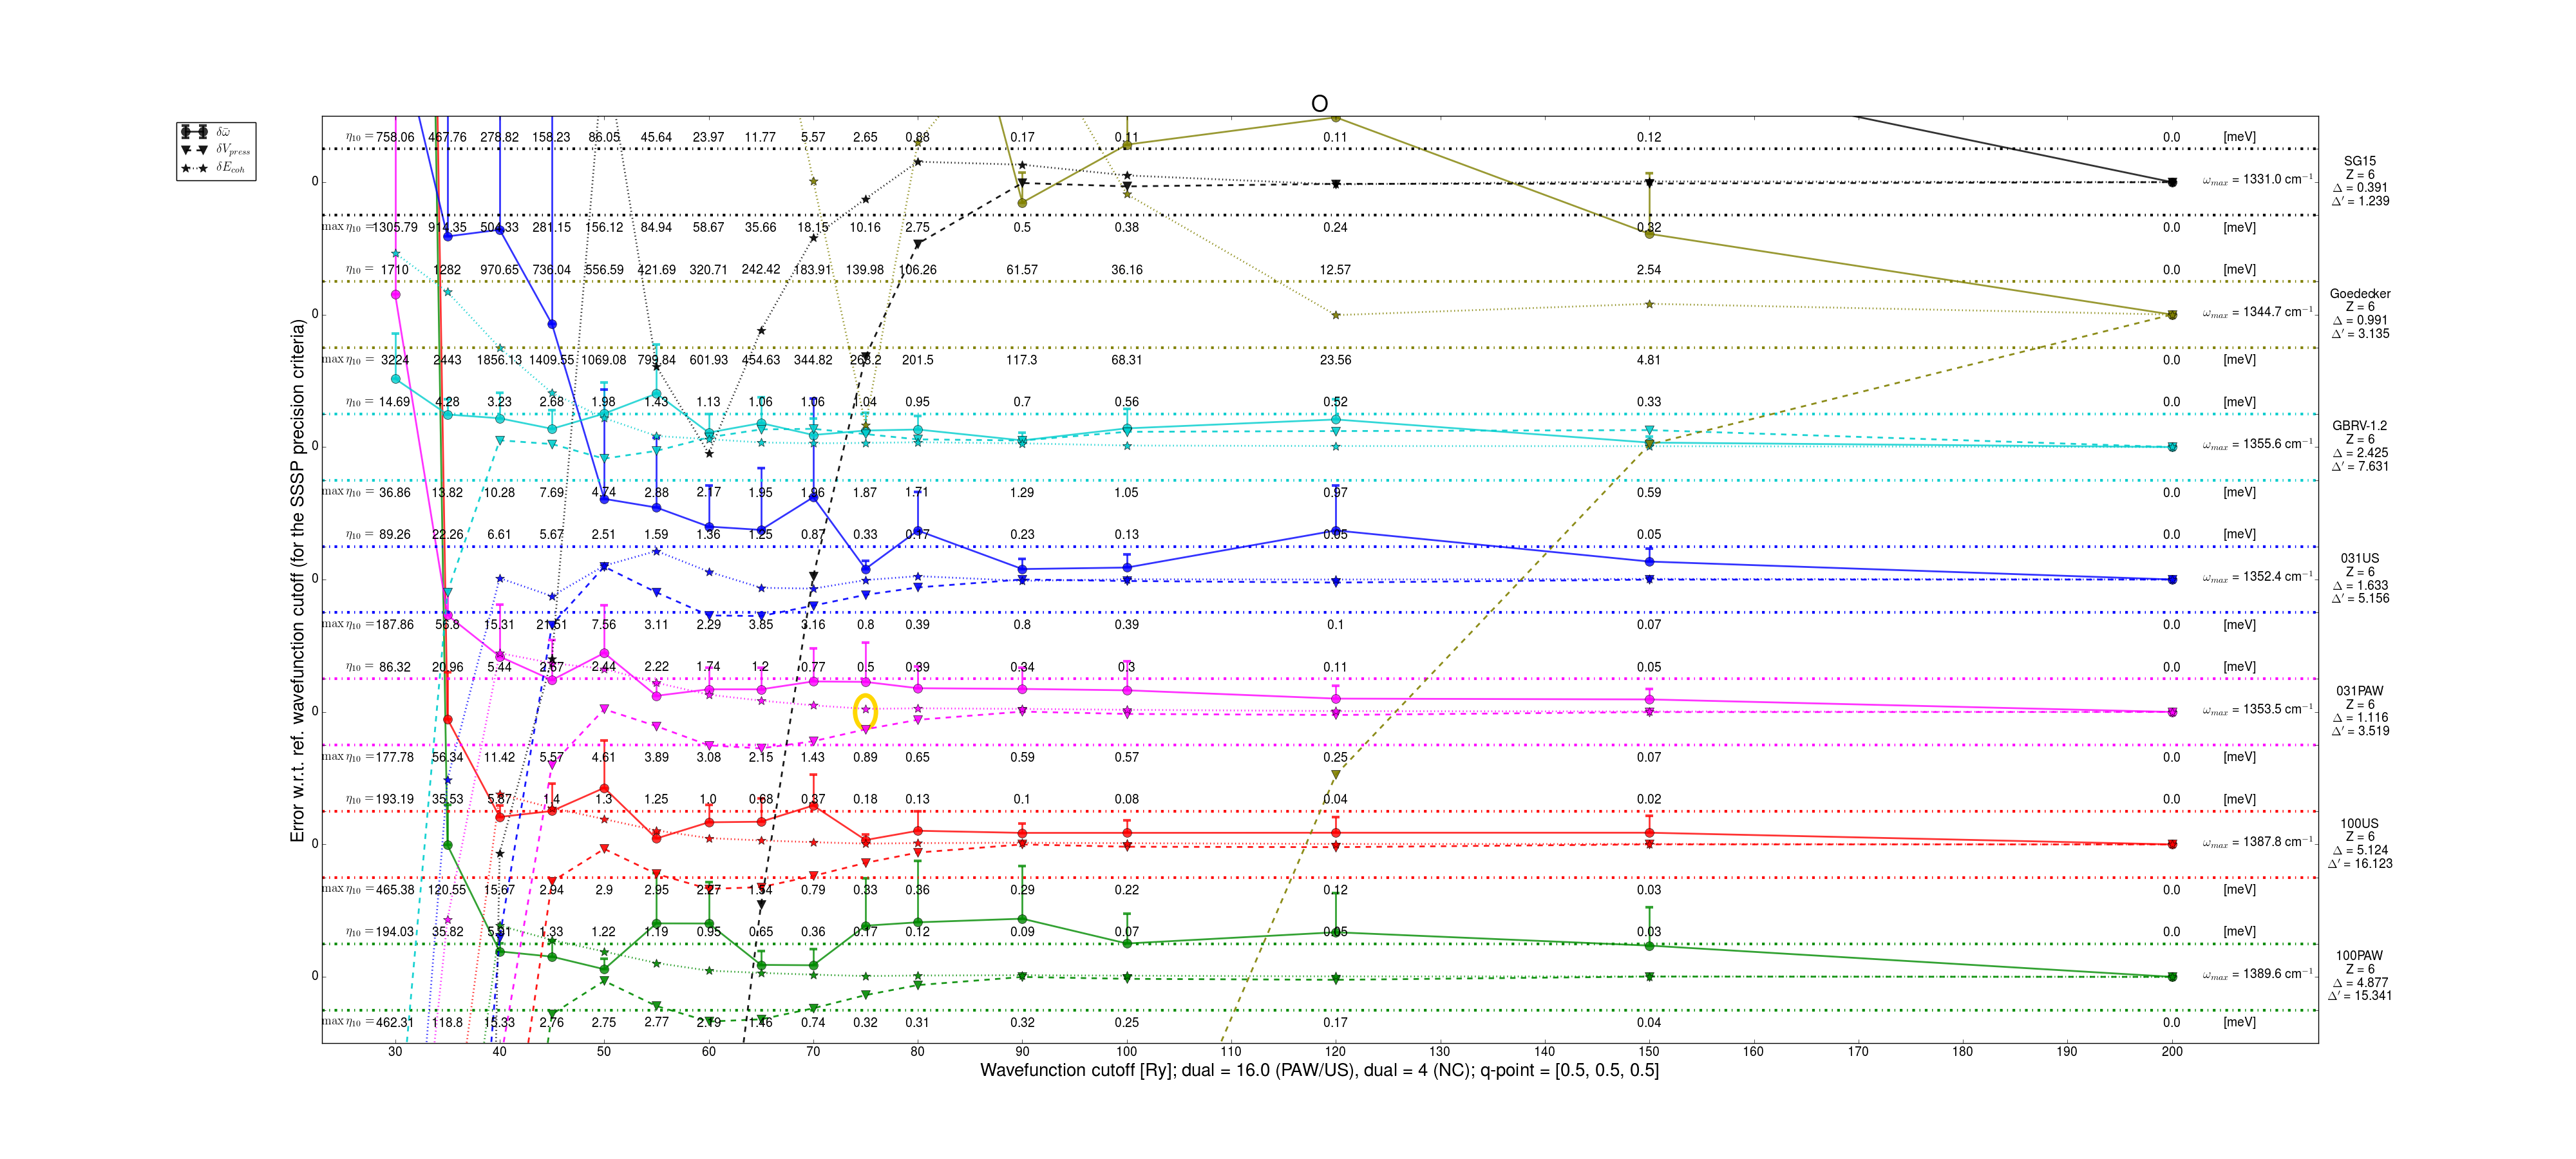 O
δω̄
δV_press
δE_coh
Error w.r.t. ref. wavefunction cutoff (for the SSSP precision criteria)
η₁₀ = 758.06 467.76 278.82 158.23 86.05 45.64 23.97 11.77 5.57 2.65 0.88 0.17 0.11 0.11 0.12 0.0 [meV]
0 ω_max = 1331.0 cm⁻¹
max η₁₀ = 1305.79 914.35 504.33 281.15 156.12 84.94 58.67 35.66 18.15 10.16 2.75 0.5 0.38 0.24 0.32 0.0 [meV]
SG15
Z = 6
Δ = 0.391
Δ' = 1.239
η₁₀ = 1710 1282 970.65 736.04 556.59 421.69 320.71 242.42 183.91 139.98 106.26 61.57 36.16 12.57 2.54 0.0 [meV]
0 ω_max = 1344.7 cm⁻¹
max η₁₀ = 3224 2443 1856.13 1409.55 1069.08 799.84 601.93 454.63 344.82 263.2 201.5 117.3 68.31 23.56 4.81 0.0 [meV]
Goedecker
Z = 6
Δ = 0.991
Δ' = 3.135
η₁₀ = 14.69 4.28 3.23 2.68 1.98 1.43 1.13 1.06 1.06 1.04 0.95 0.7 0.56 0.52 0.33 0.0 [meV]
0 ω_max = 1355.6 cm⁻¹
max η₁₀ = 36.86 13.82 10.28 7.69 4.74 2.88 2.17 1.95 1.96 1.87 1.71 1.29 1.05 0.97 0.59 0.0 [meV]
GBRV-1.2
Z = 6
Δ = 2.425
Δ' = 7.631
η₁₀ = 89.26 22.26 6.61 5.67 2.51 1.59 1.36 1.25 0.87 0.33 0.23 0.13 0.05 0.05 0.0 [meV]
0 ω_max = 1352.4 cm⁻¹
max η₁₀ = 187.86 56.8 15.31 21.51 7.56 3.11 2.29 3.85 3.16 0.8 0.39 0.8 0.39 0.1 0.07 0.0 [meV]
031US
Z = 6
Δ = 1.633
Δ' = 5.156
η₁₀ = 86.32 20.96 5.44 2.67 2.44 2.22 1.74 1.2 0.77 0.5 0.39 0.34 0.3 0.11 0.05 0.0 [meV]
0 ω_max = 1353.5 cm⁻¹
max η₁₀ = 177.78 56.34 11.42 5.57 4.61 3.89 3.08 2.15 1.43 0.89 0.65 0.59 0.57 0.25 0.07 0.0 [meV]
031PAW
Z = 6
Δ = 1.116
Δ' = 3.519
η₁₀ = 193.19 35.53 5.87 1.4 1.3 1.25 1.0 0.68 0.37 0.18 0.13 0.1 0.08 0.04 0.02 0.0 [meV]
0 ω_max = 1387.8 cm⁻¹
max η₁₀ = 465.38 120.55 15.67 2.94 2.9 2.95 2.27 1.54 0.79 0.33 0.36 0.29 0.22 0.12 0.03 0.0 [meV]
100US
Z = 6
Δ = 5.124
Δ' = 16.123
η₁₀ = 194.03 35.82 5.91 1.33 1.22 1.19 0.95 0.65 0.36 0.17 0.12 0.09 0.07 0.05 0.03 0.0 [meV]
0 ω_max = 1389.6 cm⁻¹
max η₁₀ = 462.31 118.8 15.33 2.76 2.75 2.77 2.19 1.46 0.74 0.32 0.31 0.32 0.25 0.17 0.04 0.0 [meV]
100PAW
Z = 6
Δ = 4.877
Δ' = 15.341
30 40 50 60 70 80 90 100 110 120 130 140 150 160 170 180 190 200
Wavefunction cutoff [Ry]; dual = 16.0 (PAW/US), dual = 4 (NC); q-point = [0.5, 0.5, 0.5]